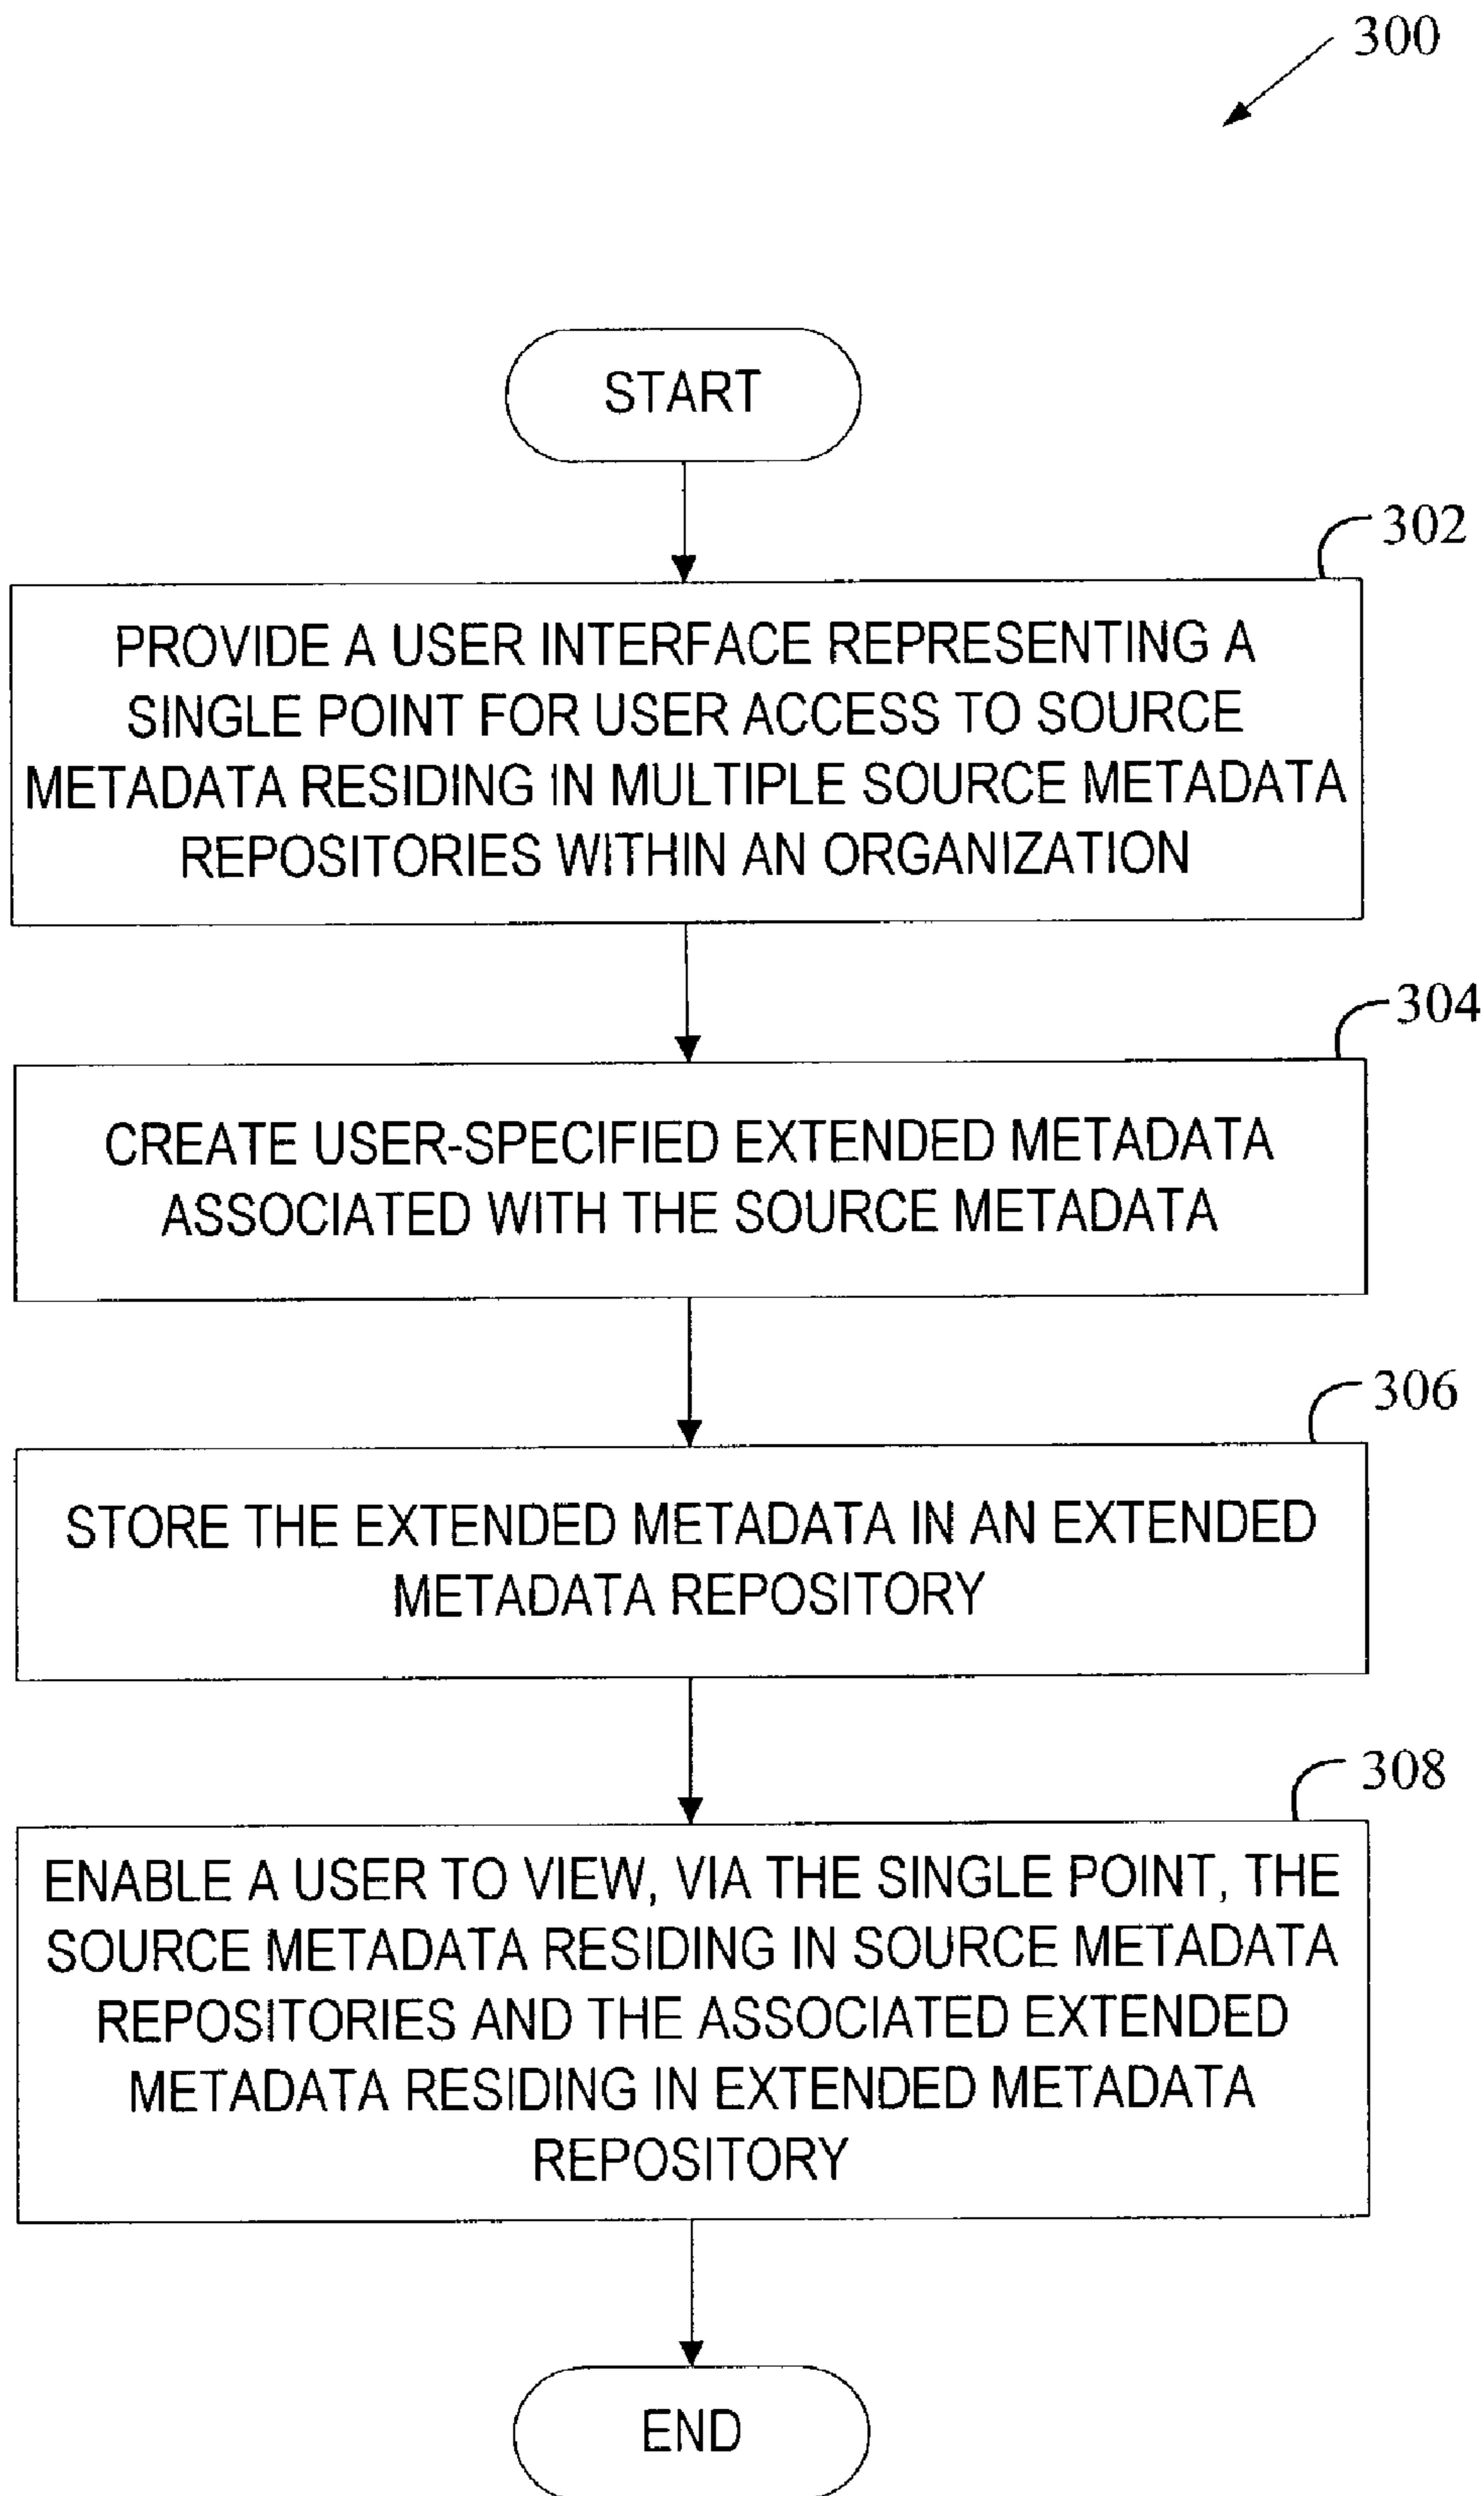 300
START
302
PROVIDE A USER INTERFACE REPRESENTING A
SINGLE POINT FOR USER ACCESS TO SOURCE
METADATA RESIDING IN MULTIPLE SOURCE METADATA
REPOSITORIES WITHIN AN ORGANIZATION
304
CREATE USER-SPECIFIED EXTENDED METADATA
ASSOCIATED WITH THE SOURCE METADATA
306
STORE THE EXTENDED METADATA IN AN EXTENDED
METADATA REPOSITORY
308
ENABLE A USER TO VIEW, VIA THE SINGLE POINT, THE
SOURCE METADATA RESIDING IN SOURCE METADATA
REPOSITORIES AND THE ASSOCIATED EXTENDED
METADATA RESIDING IN EXTENDED METADATA
REPOSITORY
END